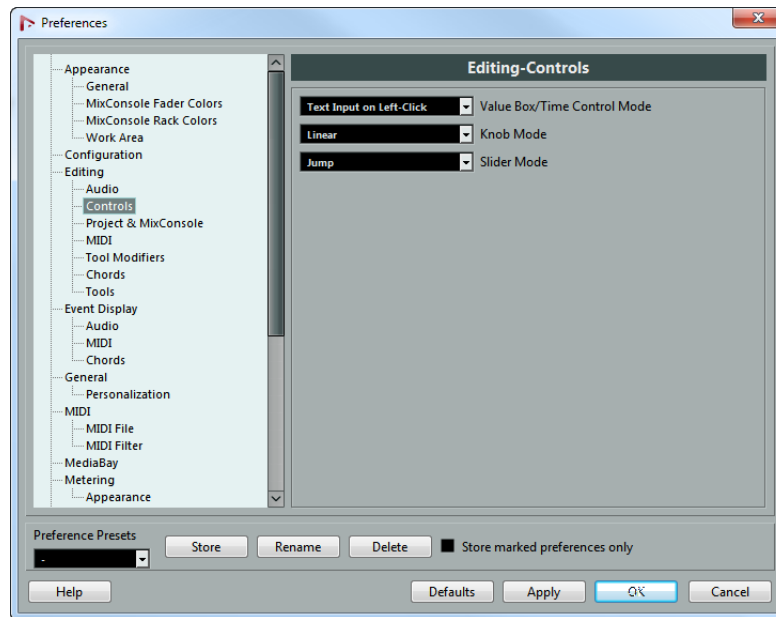 Preferences
Appearance
General
MixConsole Fader Colors
MixConsole Rack Colors
Work Area
Configuration
Editing
Audio
Controls
Project & MixConsole
MIDI
Tool Modifiers
Chords
Tools
Event Display
Audio
MIDI
Chords
General
Personalization
MIDI
MIDI File
MIDI Filter
MediaBay
Metering
Appearance
Editing-Controls
Text Input on Left-Click Value Box/Time Control Mode
Linear Knob Mode
Jump Slider Mode
Preference Presets
-
Store Rename Delete Store marked preferences only
Help Defaults Apply OK Cancel